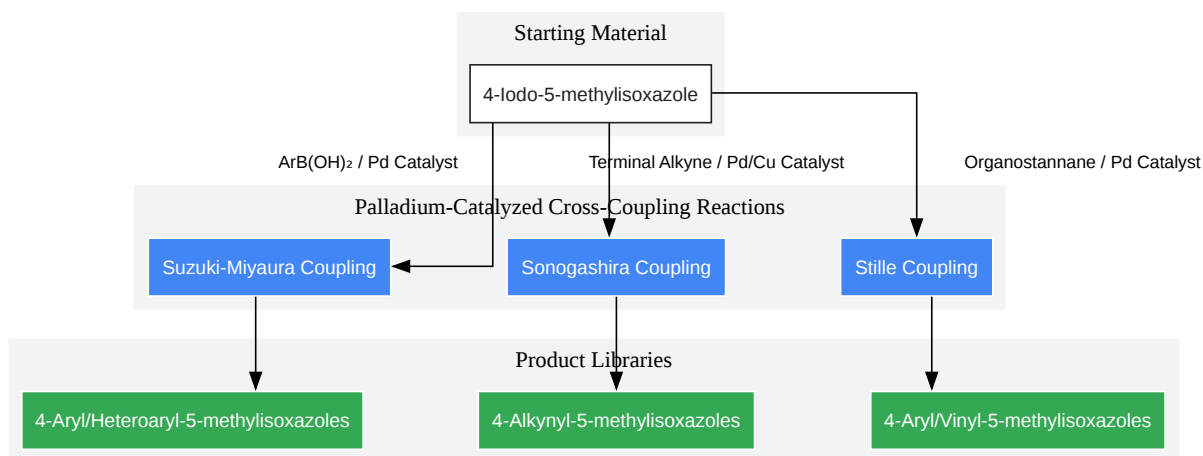 Starting Material
4-Iodo-5-methylisoxazole
ArB(OH)₂ / Pd Catalyst
Terminal Alkyne / Pd/Cu Catalyst
Organostannane / Pd Catalyst
Palladium-Catalyzed Cross-Coupling Reactions
Suzuki-Miyaura Coupling
Sonogashira Coupling
Stille Coupling
Product Libraries
4-Aryl/Heteroaryl-5-methylisoxazoles
4-Alkynyl-5-methylisoxazoles
4-Aryl/Vinyl-5-methylisoxazoles